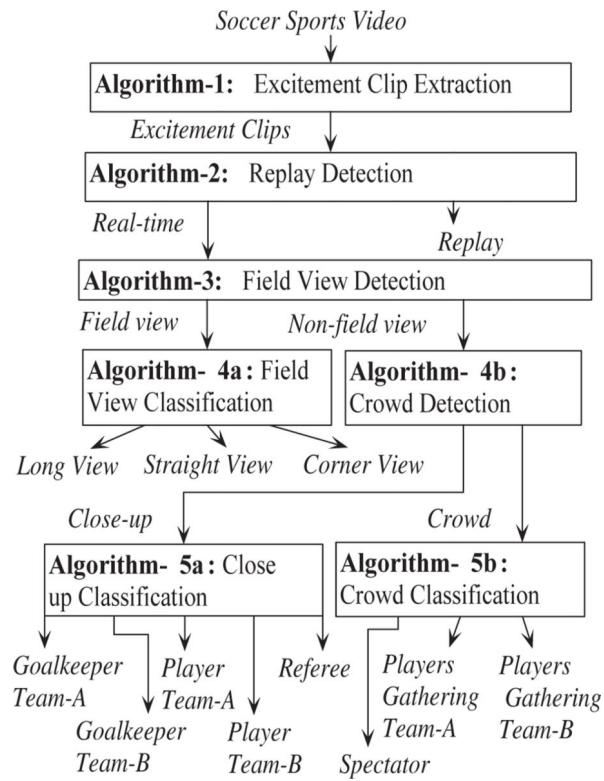 Soccer Sports Video
Algorithm-1: Excitement Clip Extraction
Excitement Clips
Algorithm-2: Replay Detection
Real-time
Replay
Algorithm-3: Field View Detection
Field view
Non-field view
Algorithm- 4a: Field
View Classification
Algorithm- 4b:
Crowd Detection
Long View
Straight View
Corner View
Close-up
Crowd
Algorithm- 5a: Close
up Classification
Algorithm- 5b:
Crowd Classification
Goalkeeper
Team-A
Goalkeeper
Team-B
Player
Team-A
Player
Team-B
Referee
Spectator
Players
Gathering
Team-A
Players
Gathering
Team-B